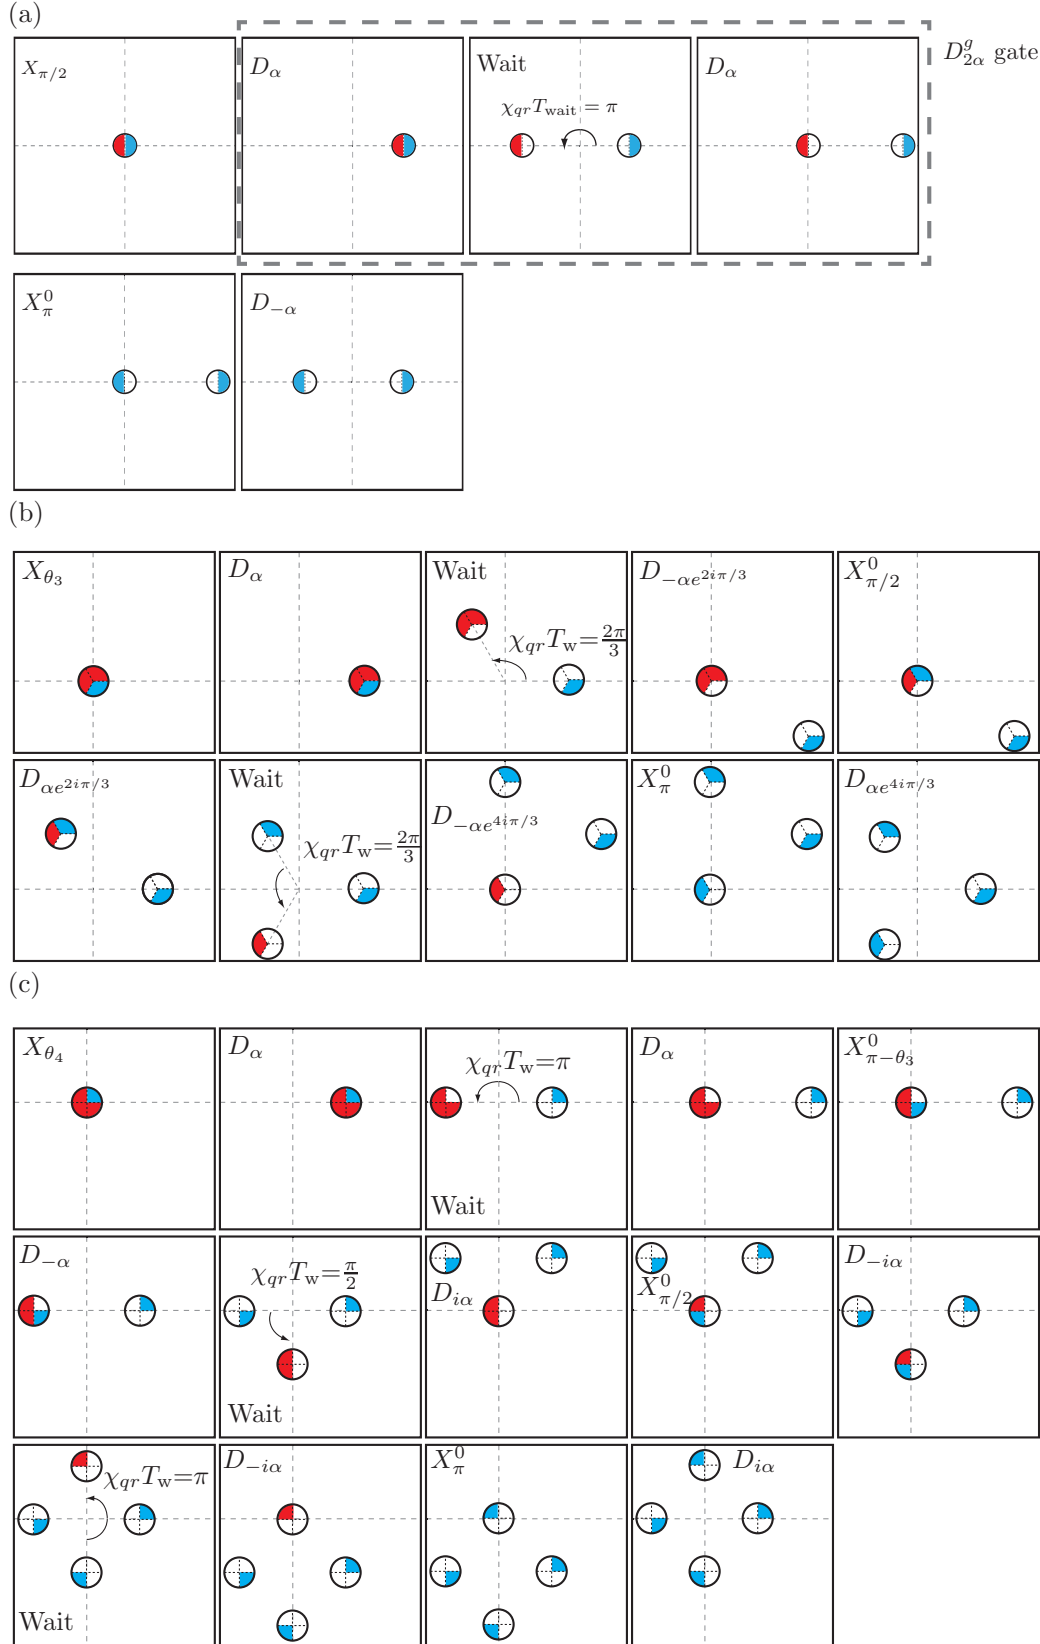 (a)
X_{π/2}
D_α
Wait
D_α
D^g_{2α} gate
χ_{qr}T_{wait} = π
X^0_π
D_{-α}
(b)
X_{θ_3}
D_α
Wait
D_{-αe^{2iπ/3}}
X^0_{π/2}
χ_{qr}T_w = 2π/3
D_{αe^{2iπ/3}}
Wait
D_{-αe^{4iπ/3}}
X^0_π
D_{αe^{4iπ/3}}
χ_{qr}T_w = 2π/3
(c)
X_{θ_4}
D_α
χ_{qr}T_w = π
Wait
D_α
X^0_{π-θ_3}
D_{-α}
χ_{qr}T_w = π/2
Wait
D_{iα}
X^0_{π/2}
D_{-iα}
χ_{qr}T_w = π
Wait
D_{-iα}
X^0_π
D_{iα}